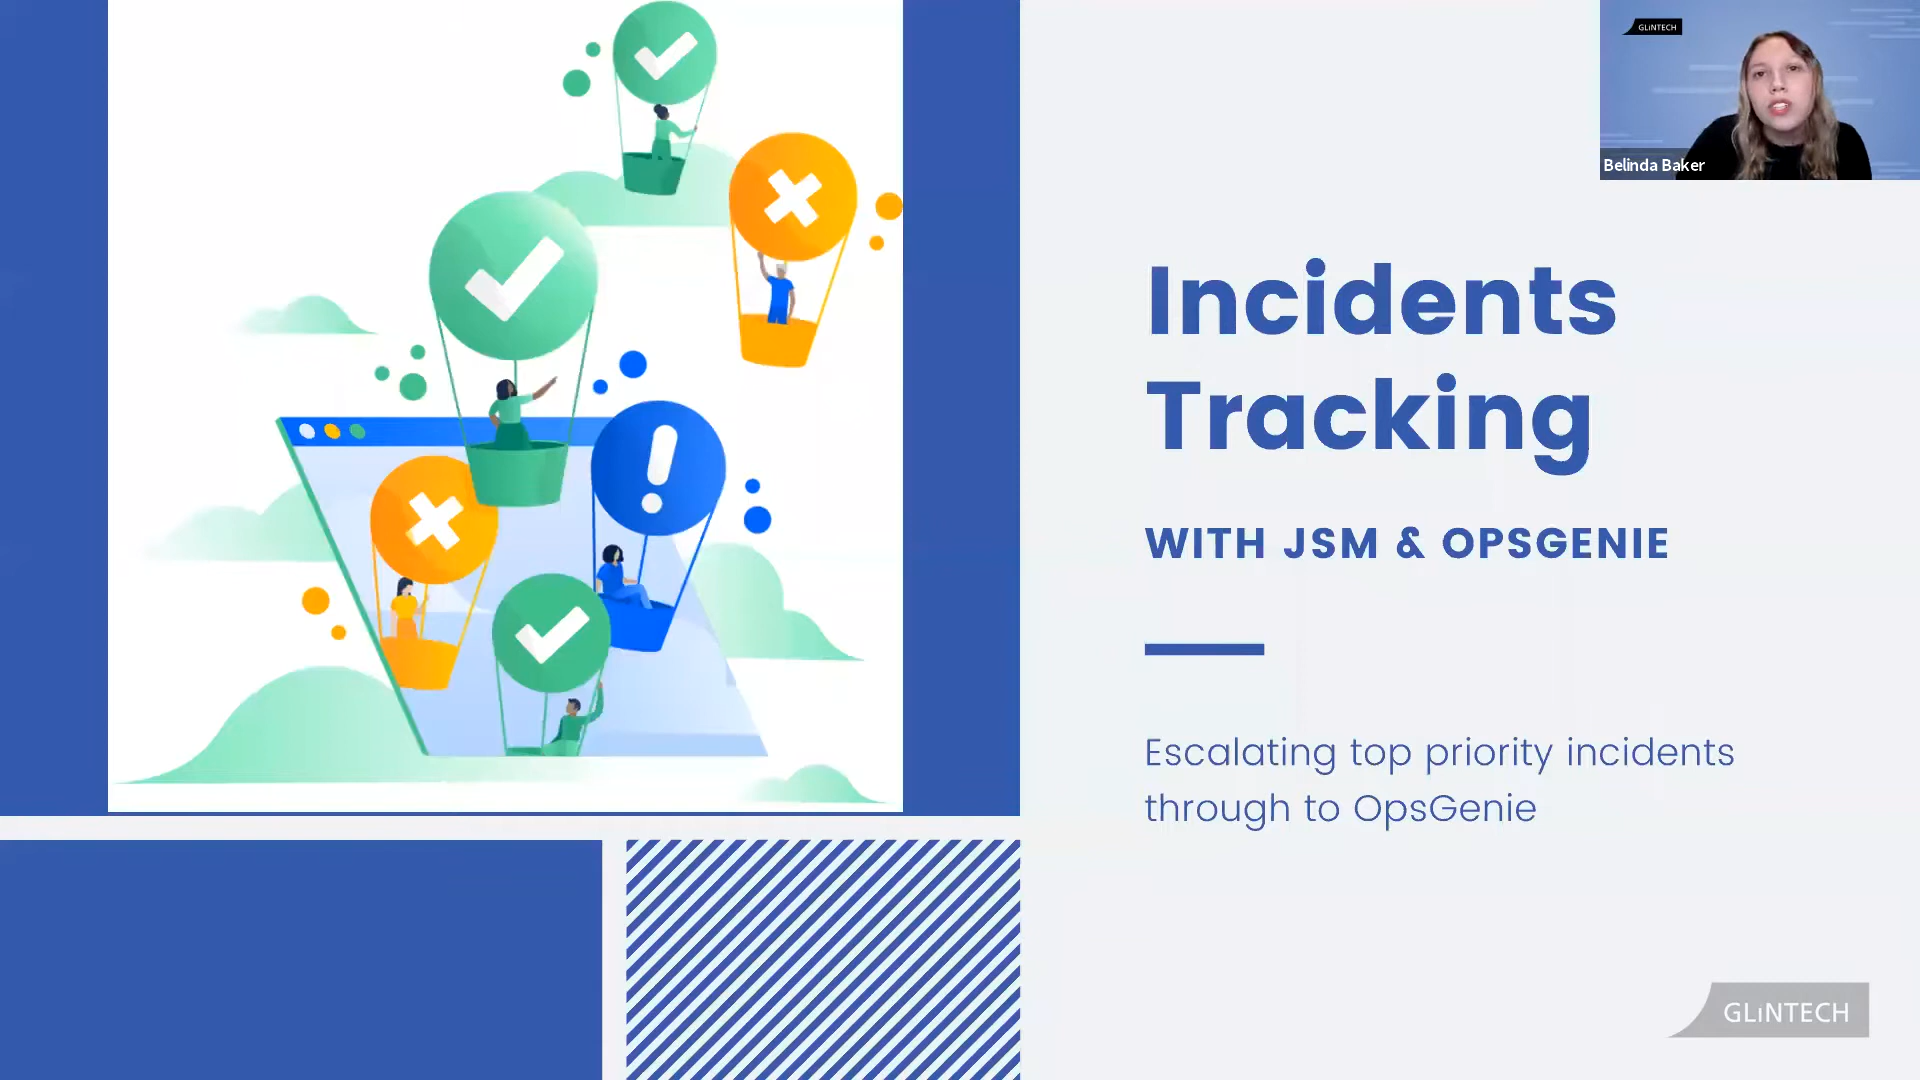 GLiNTECH
Belinda Baker
Incidents
Tracking
WITH JSM & OPSGENIE
Escalating top priority incidents
through to OpsGenie
GLiNTECH